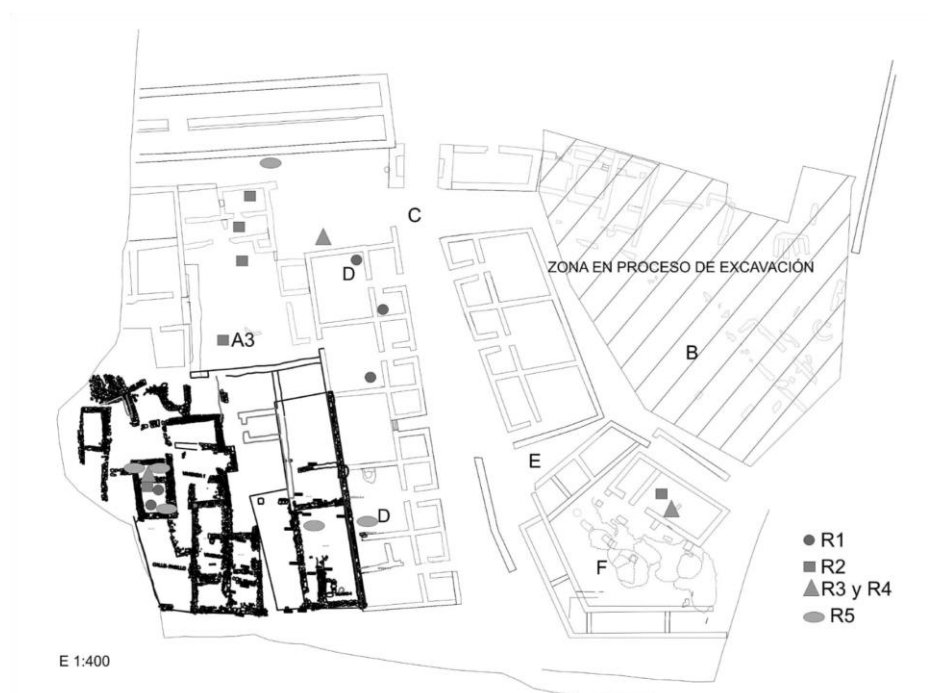 C
D
ZONA EN PROCESO DE EXCAVACIÓN
A3
B
E
D
F
R1
R2
R3 y R4
R5
E 1:400